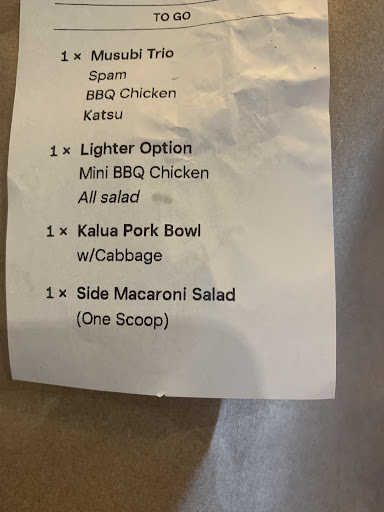 TO GO
1 × Musubi Trio
Spam
BBQ Chicken
Katsu
1 × Lighter Option
Mini BBQ Chicken
All salad
1 × Kalua Pork Bowl
w/Cabbage
1 × Side Macaroni Salad
(One Scoop)